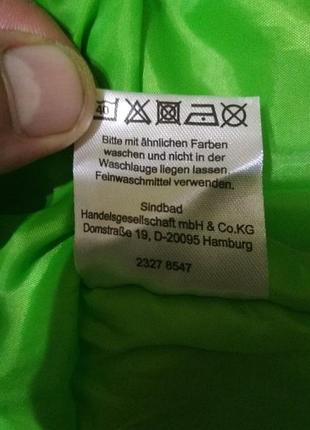 40
Bitte mit ähnlichen Farben
waschen und nicht in der
Waschlauge liegen lassen.
Feinwaschmittel verwenden.
Sindbad
Handelsgesellschaft mbH & Co.KG
Domstraße 19, D-20095 Hamburg
2327 8547